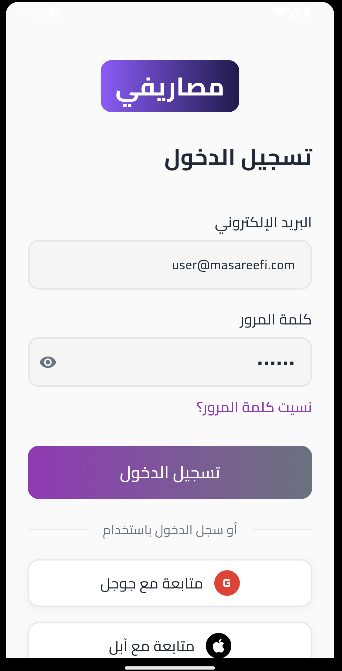 مصاريفي
تسجيل الدخول
البريد الإلكتروني
user@masareefi.com
كلمة المرور
••••••
نسيت كلمة المرور؟
تسجيل الدخول
أو سجل الدخول باستخدام
متابعة مع جوجل G
متابعة مع آبل